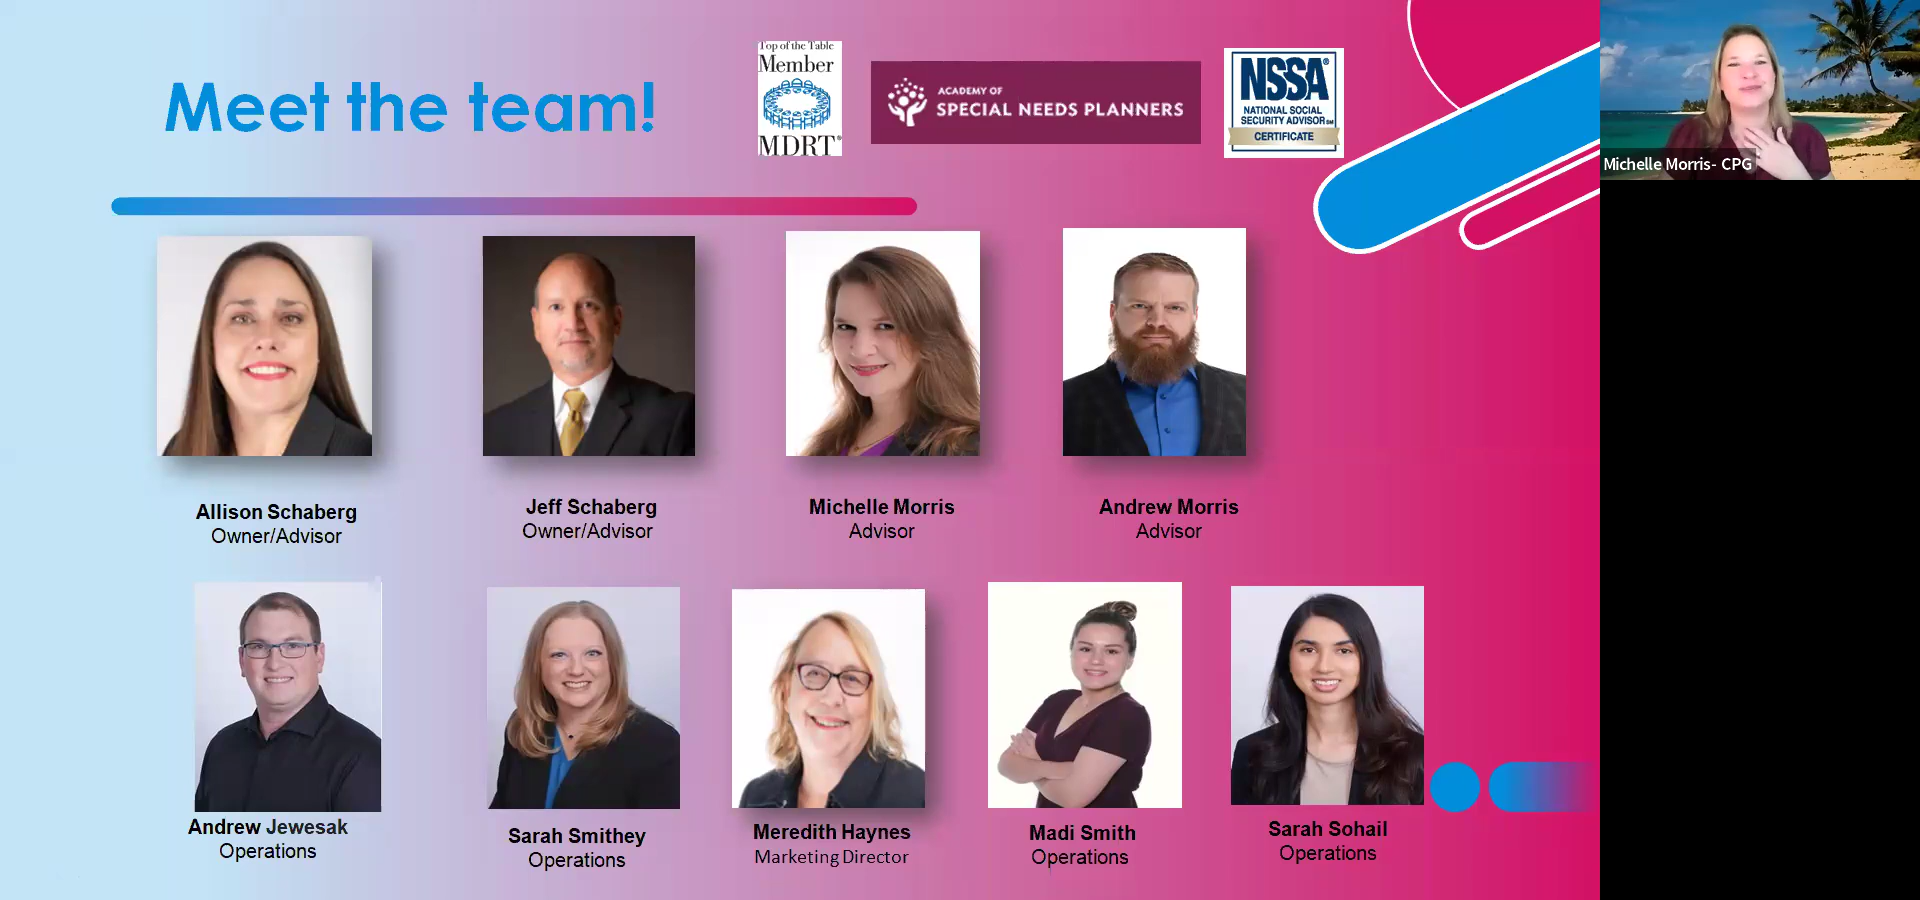 Meet the team!
Top of the Table
Member
MDRT®
ACADEMY OF
SPECIAL NEEDS PLANNERS
NSSA®
NATIONAL SOCIAL
SECURITY ADVISOR℠
CERTIFICATE
Michelle Morris- CPG
Allison Schaberg
Owner/Advisor
Jeff Schaberg
Owner/Advisor
Michelle Morris
Advisor
Andrew Morris
Advisor
Andrew Jewesak
Operations
Sarah Smithey
Operations
Meredith Haynes
Marketing Director
Madi Smith
Operations
Sarah Sohail
Operations